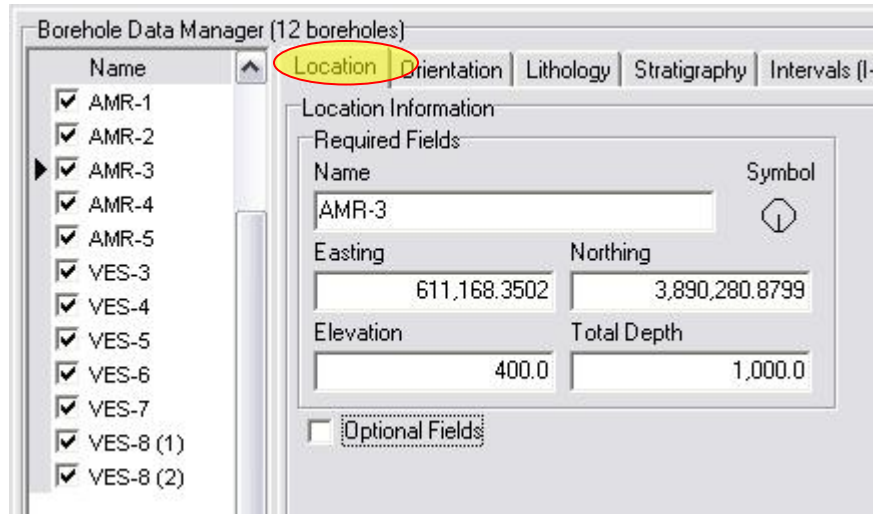 Borehole Data Manager (12 boreholes)
Name
AMR-1
AMR-2
AMR-3
AMR-4
AMR-5
VES-3
VES-4
VES-5
VES-6
VES-7
VES-8 (1)
VES-8 (2)
Location Orientation Lithology Stratigraphy Intervals (I-
Location Information
Required Fields
Name Symbol
AMR-3
Easting Northing
611,168.3502 3,890,280.8799
Elevation Total Depth
400.0 1,000.0
Optional Fields